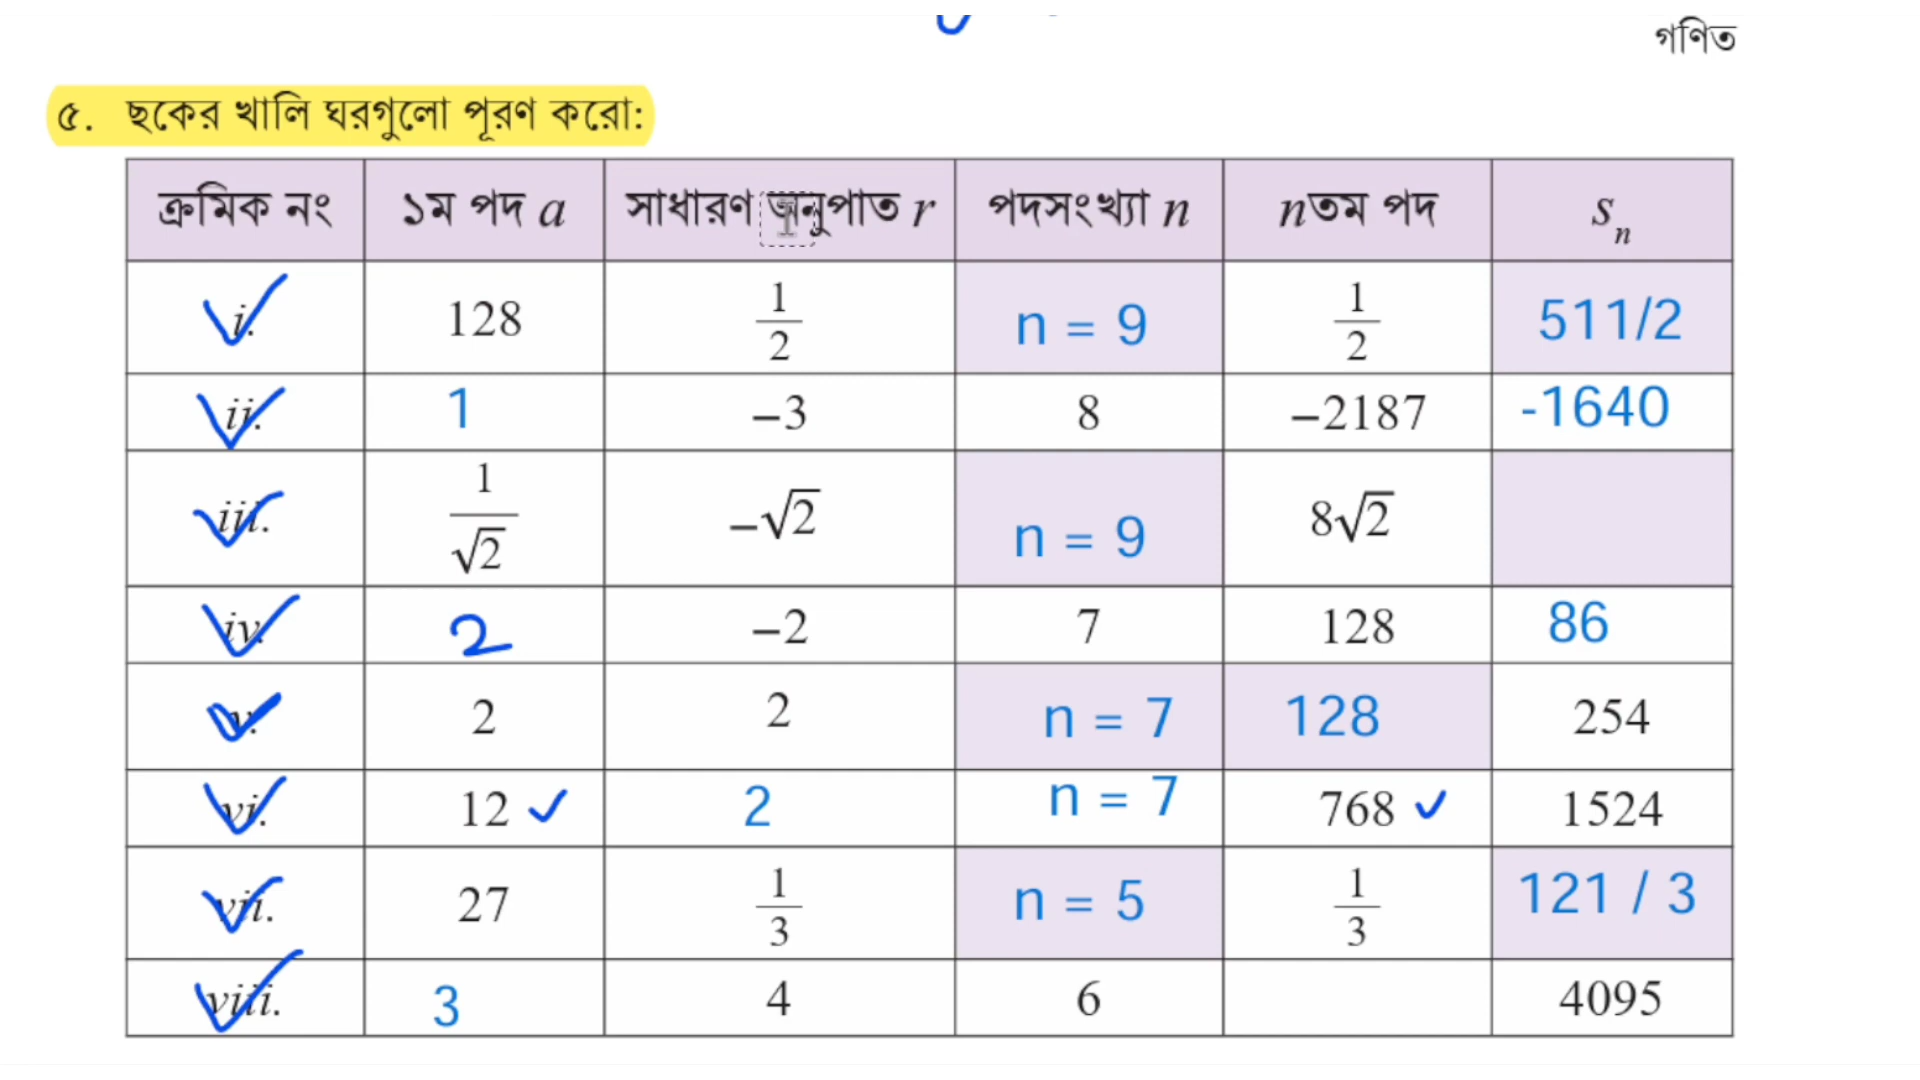 গণিত
৫. ছকের খালি ঘরগুলো পূরণ করো:
ক্রমিক নং ১ম পদ a সাধারণ অনুপাত r পদসংখ্যা n nতম পদ s_n
i. 128 1/2 n = 9 1/2 511/2
ii. 1 −3 8 −2187 -1640
iii. 1/√2 −√2 n = 9 8√2
iv. 2 −2 7 128 86
v. 2 2 n = 7 128 254
vi. 12 2 n = 7 768 1524
vii. 27 1/3 n = 5 1/3 121 / 3
viii. 3 4 6 4095